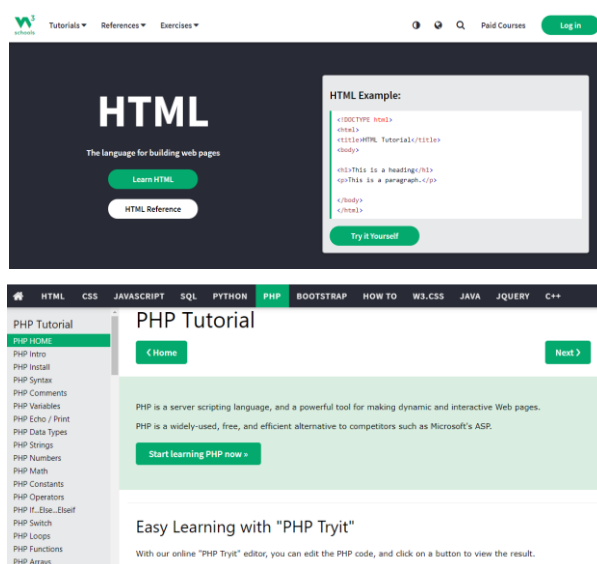 w3 schools Tutorials References Exercises Paid Courses Log in
HTML
The language for building web pages
Learn HTML
HTML Reference
HTML Example:
<!DOCTYPE html>
<html>
<title>HTML Tutorial</title>
<body>
<h1>This is a heading</h1>
<p>This is a paragraph.</p>
</body>
</html>
Try it Yourself
HTML CSS JAVASCRIPT SQL PYTHON PHP BOOTSTRAP HOW TO W3.CSS JAVA JQUERY C++
PHP Tutorial
PHP HOME
PHP Intro
PHP Install
PHP Syntax
PHP Comments
PHP Variables
PHP Echo / Print
PHP Data Types
PHP Strings
PHP Numbers
PHP Math
PHP Constants
PHP Operators
PHP If...Else...Elseif
PHP Switch
PHP Loops
PHP Functions
PHP Arrays
PHP Tutorial
❮ Home Next ❯
PHP is a server scripting language, and a powerful tool for making dynamic and interactive Web pages.
PHP is a widely-used, free, and efficient alternative to competitors such as Microsoft's ASP.
Start learning PHP now »
Easy Learning with "PHP Tryit"
With our online "PHP Tryit" editor, you can edit the PHP code, and click on a button to view the result.